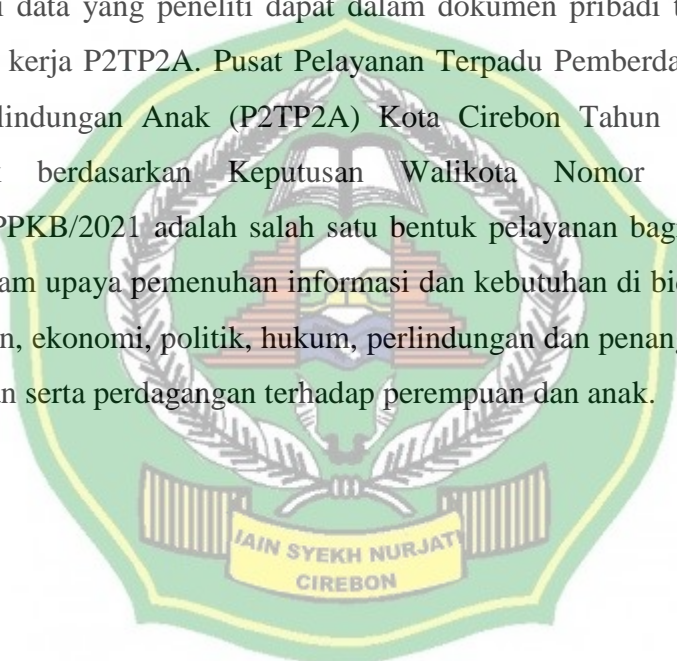 i data yang peneliti dapat dalam dokumen pribadi t
kerja P2TP2A. Pusat Pelayanan Terpadu Pemberda
lindungan Anak (P2TP2A) Kota Cirebon Tahun
berdasarkan Keputusan Walikota Nomor
PPKB/2021 adalah salah satu bentuk pelayanan bag
am upaya pemenuhan informasi dan kebutuhan di bi
n, ekonomi, politik, hukum, perlindungan dan penang
n serta perdagangan terhadap perempuan dan anak.
IAIN SYEKH NURJATI
CIREBON